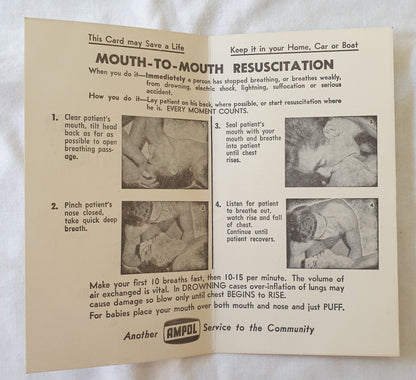 This Card may Save a Life
Keep it in your Home, Car or Boat
MOUTH-TO-MOUTH RESUSCITATION
When you do it—Immediately a person has stopped breathing, or breathes weakly,
from drowning, electric shock, lightning, suffocation or serious
accident.
How you do it—Lay patient on his back, where possible, or start resuscitation where
he is. EVERY MOMENT COUNTS.
1. Clear patient's
mouth, tilt head
back as far as
possible to open
breathing pass-
age.
1
2. Pinch patient's
nose closed,
take quick deep
breath.
2
3. Seal patient's
mouth with your
mouth and breathe
into patient
until chest
rises.
3
4. Listen for patient
to breathe out,
watch rise and fall
of chest.
Continue until
patient recovers.
4
Make your first 10 breaths fast, then 10-15 per minute. The volume of
air exchanged is vital. In DROWNING cases over-inflation of lungs may
cause damage so blow only until chest BEGINS to RISE.
For babies place your mouth over both mouth and nose and just PUFF.
Another AMPOL Service to the Community